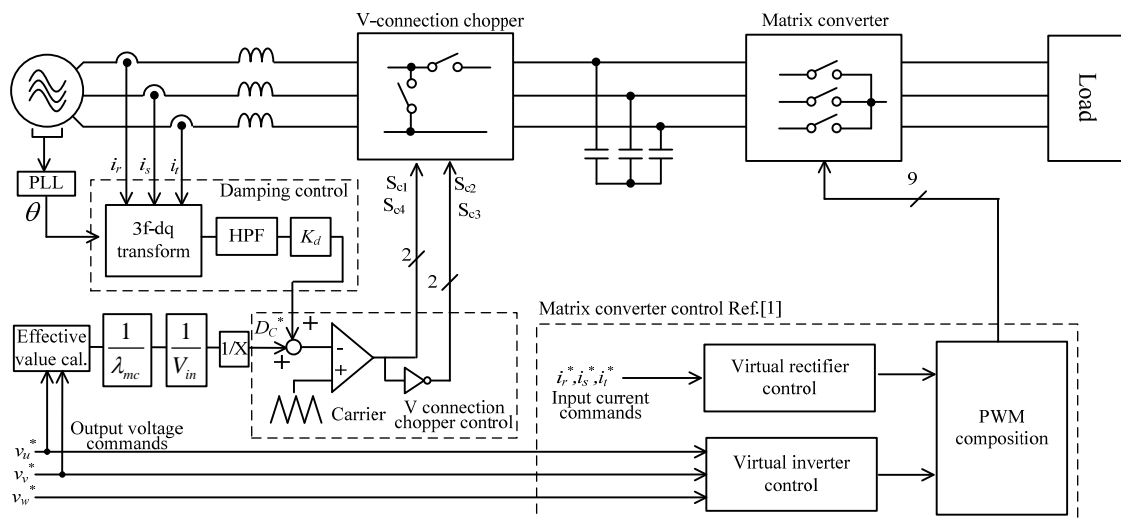 V-connection chopper
Matrix converter
Load
i_r
i_s
i_t
PLL
θ
Damping control
3f-dq
transform
HPF
K_d
S_c1
S_c4
S_c2
S_c3
2
2
9
Effective
value cal.
1
λ_mc
1
V_in
1/X
D_C*
+
+
-
+
Carrier
V connection
chopper control
Output voltage
commands
v_u*
v_v*
v_w*
Matrix converter control Ref.[1]
i_r*,i_s*,i_t*
Input current
commands
Virtual rectifier
control
Virtual inverter
control
PWM
composition